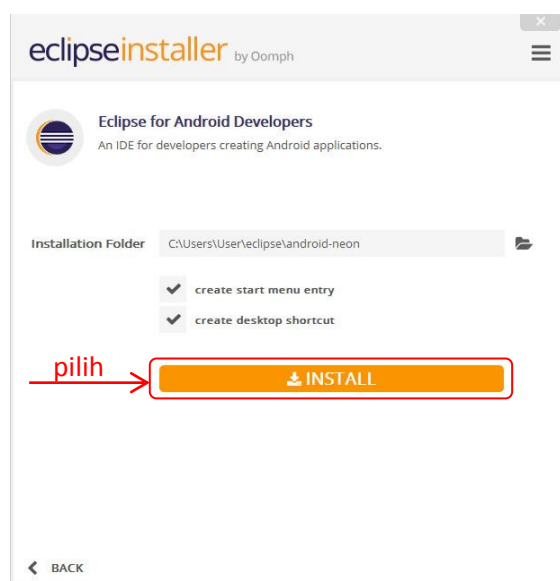 eclipseinstaller by Oomph
Eclipse for Android Developers
An IDE for developers creating Android applications.
Installation Folder C:\Users\User\eclipse\android-neon
create start menu entry
create desktop shortcut
pilih
INSTALL
BACK